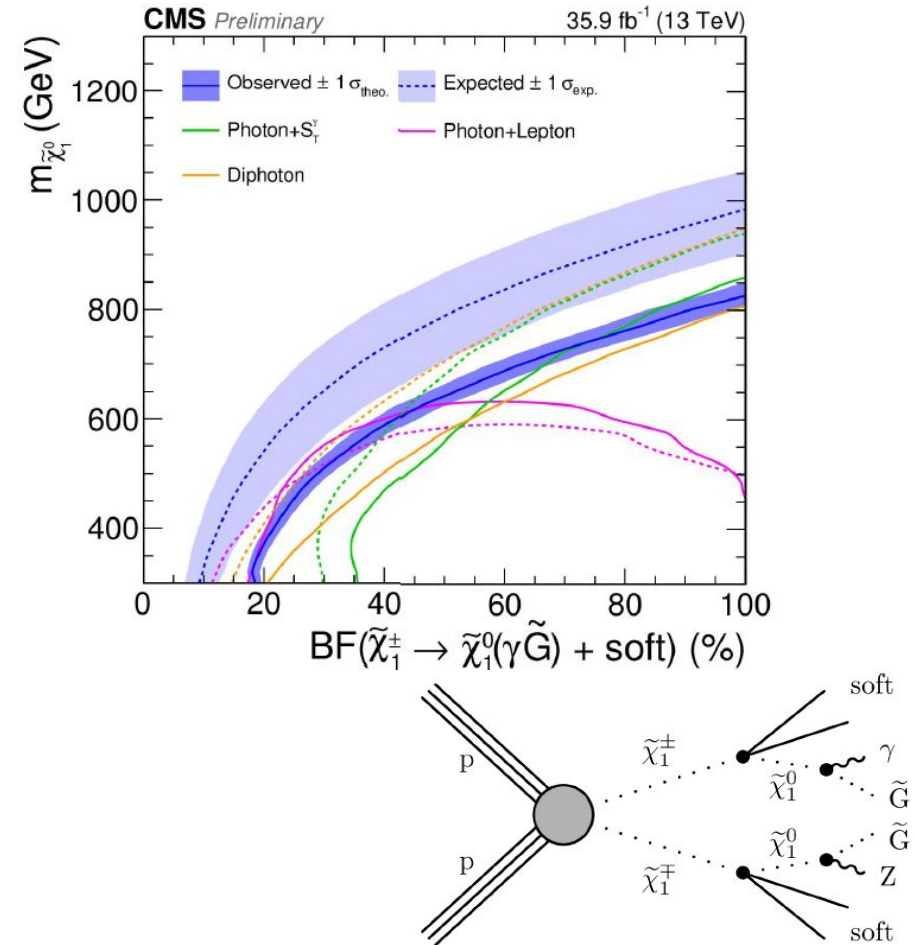 CMS Preliminary 35.9 fb⁻¹ (13 TeV)
m_χ̃₁⁰ (GeV)
1200
1000
800
600
400
Observed ± 1 σ_theo. Expected ± 1 σ_exp.
Photon+S_T^γ Photon+Lepton
Diphoton
0 20 40 60 80 100
BF(χ̃₁± → χ̃₁⁰(γG̃) + soft) (%)
soft
p χ̃₁± γ
χ̃₁⁰ G̃
p χ̃₁⁰ G̃
χ̃₁∓ Z
soft